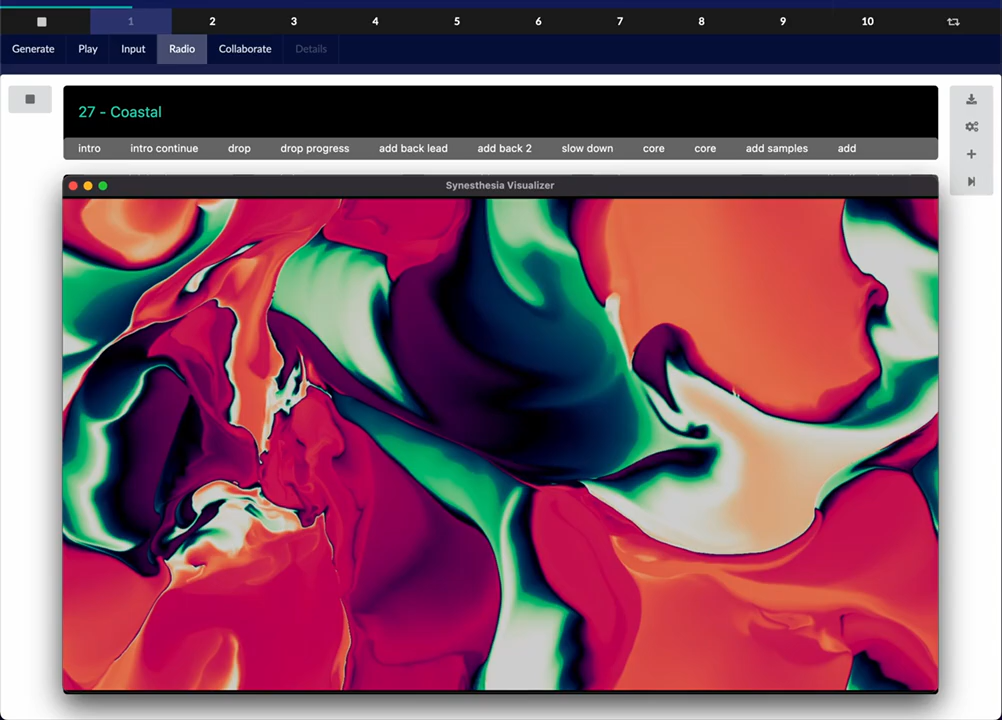 1 2 3 4 5 6 7 8 9 10
Generate Play Input Radio Collaborate Details
27 - Coastal
intro intro continue drop drop progress add back lead add back 2 slow down core core add samples add
Synesthesia Visualizer